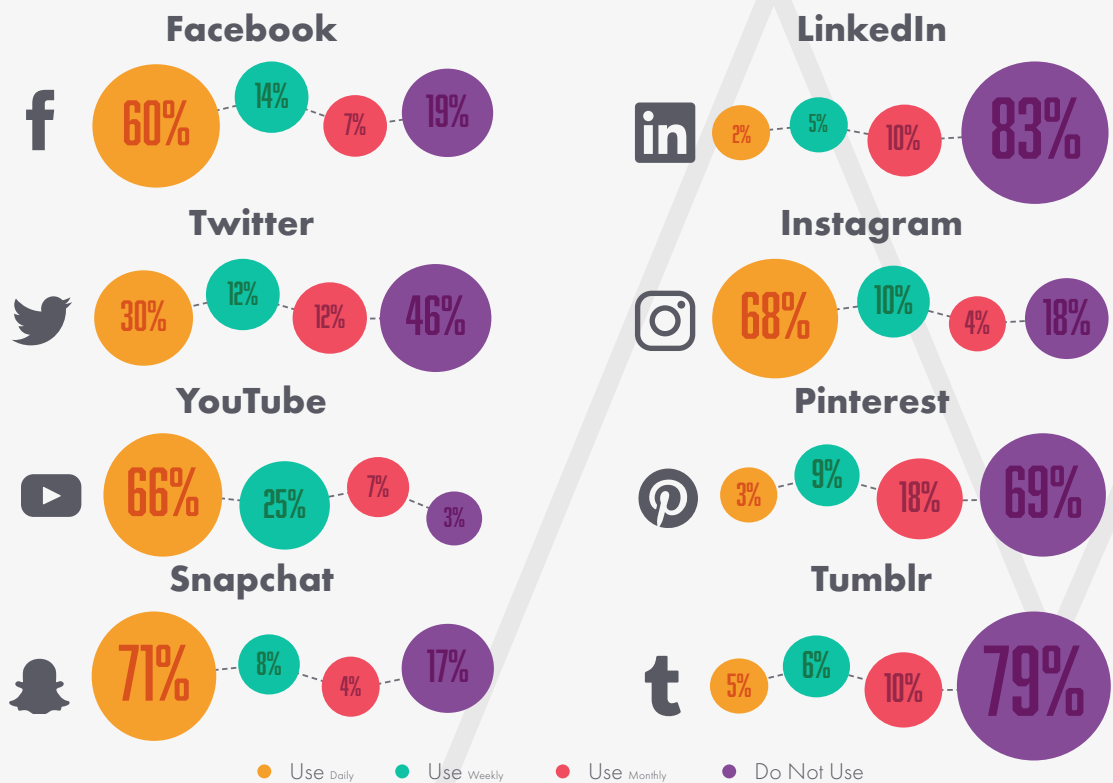 Facebook
60% 14% 7% 19%
LinkedIn
in
2% 5% 10% 83%
Twitter
30% 12% 12% 46%
Instagram
68% 10% 4% 18%
YouTube
66% 25% 7% 3%
Pinterest
3% 9% 18% 69%
Snapchat
71% 8% 4% 17%
Tumblr
5% 6% 10% 79%
Use Daily Use Weekly Use Monthly Do Not Use